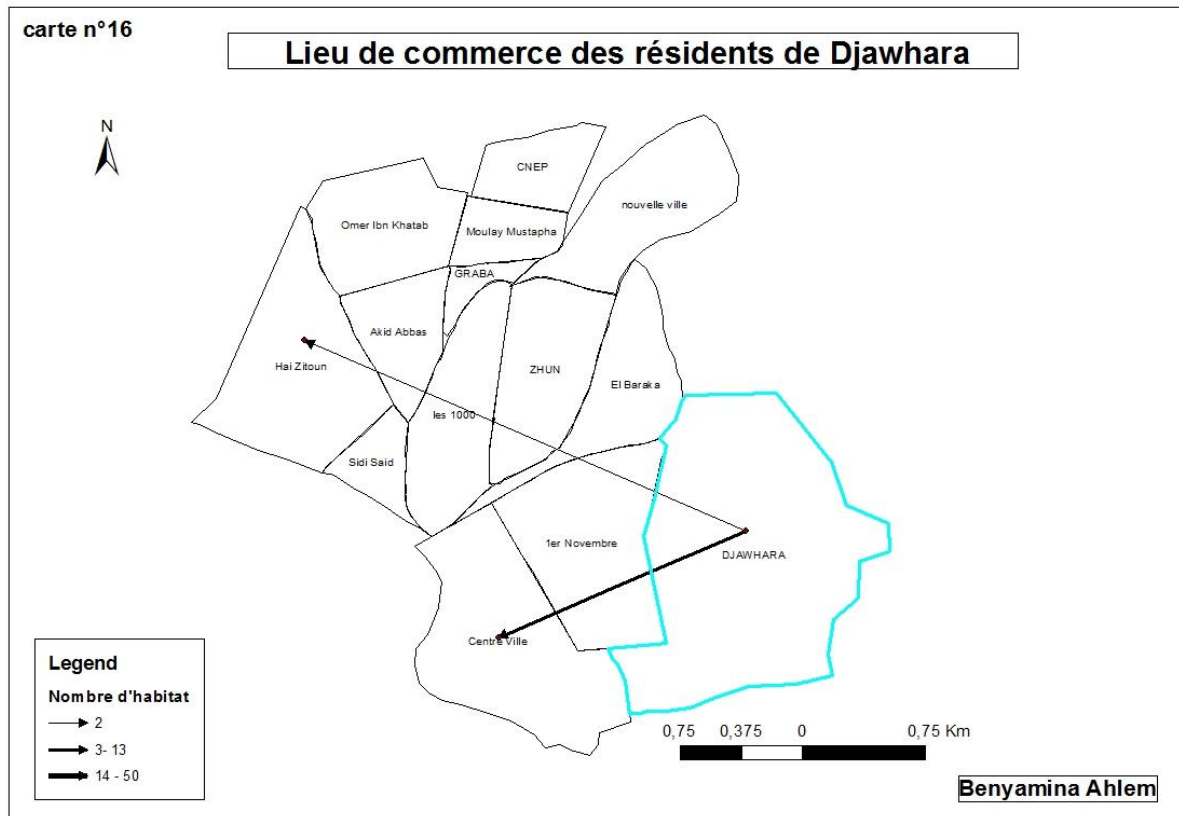 carte n°16
Lieu de commerce des résidents de Djawhara
N
CNEP
nouvelle ville
Omer Ibn Khatab
Moulay Mustapha
GRABA
Akid Abbas
Hai Zitoun
ZHUN
El Baraka
les 1000
Sidi Said
1er Novembre
DJAWHARA
Centre Ville
Legend
Nombre d'habitat
2
3- 13
14 - 50
0,75 0,375 0 0,75 Km
Benyamina Ahlem